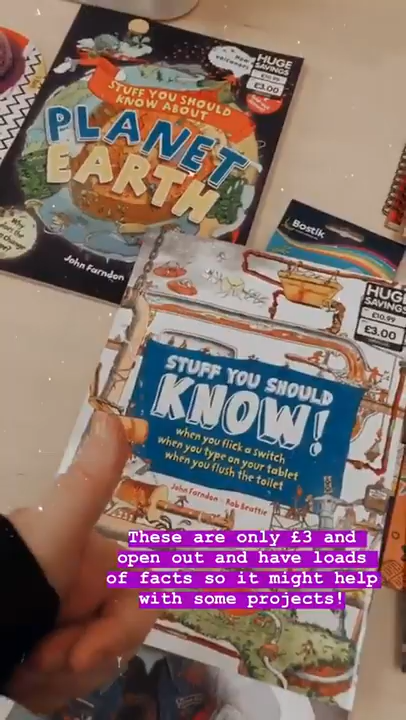 HUGE
SAVINGS
£10.99
£3.00
STUFF YOU SHOULD
KNOW ABOUT
PLANET
EARTH
John Farndon
Bostik
HUGE
SAVINGS
£10.99
£3.00
STUFF YOU SHOULD
KNOW!
when you flick a switch
when you type on your tablet
when you flush the toilet
John Farndon · Rob Beattie
These are only £3 and
open out and have loads
of facts so it might help
with some projects!